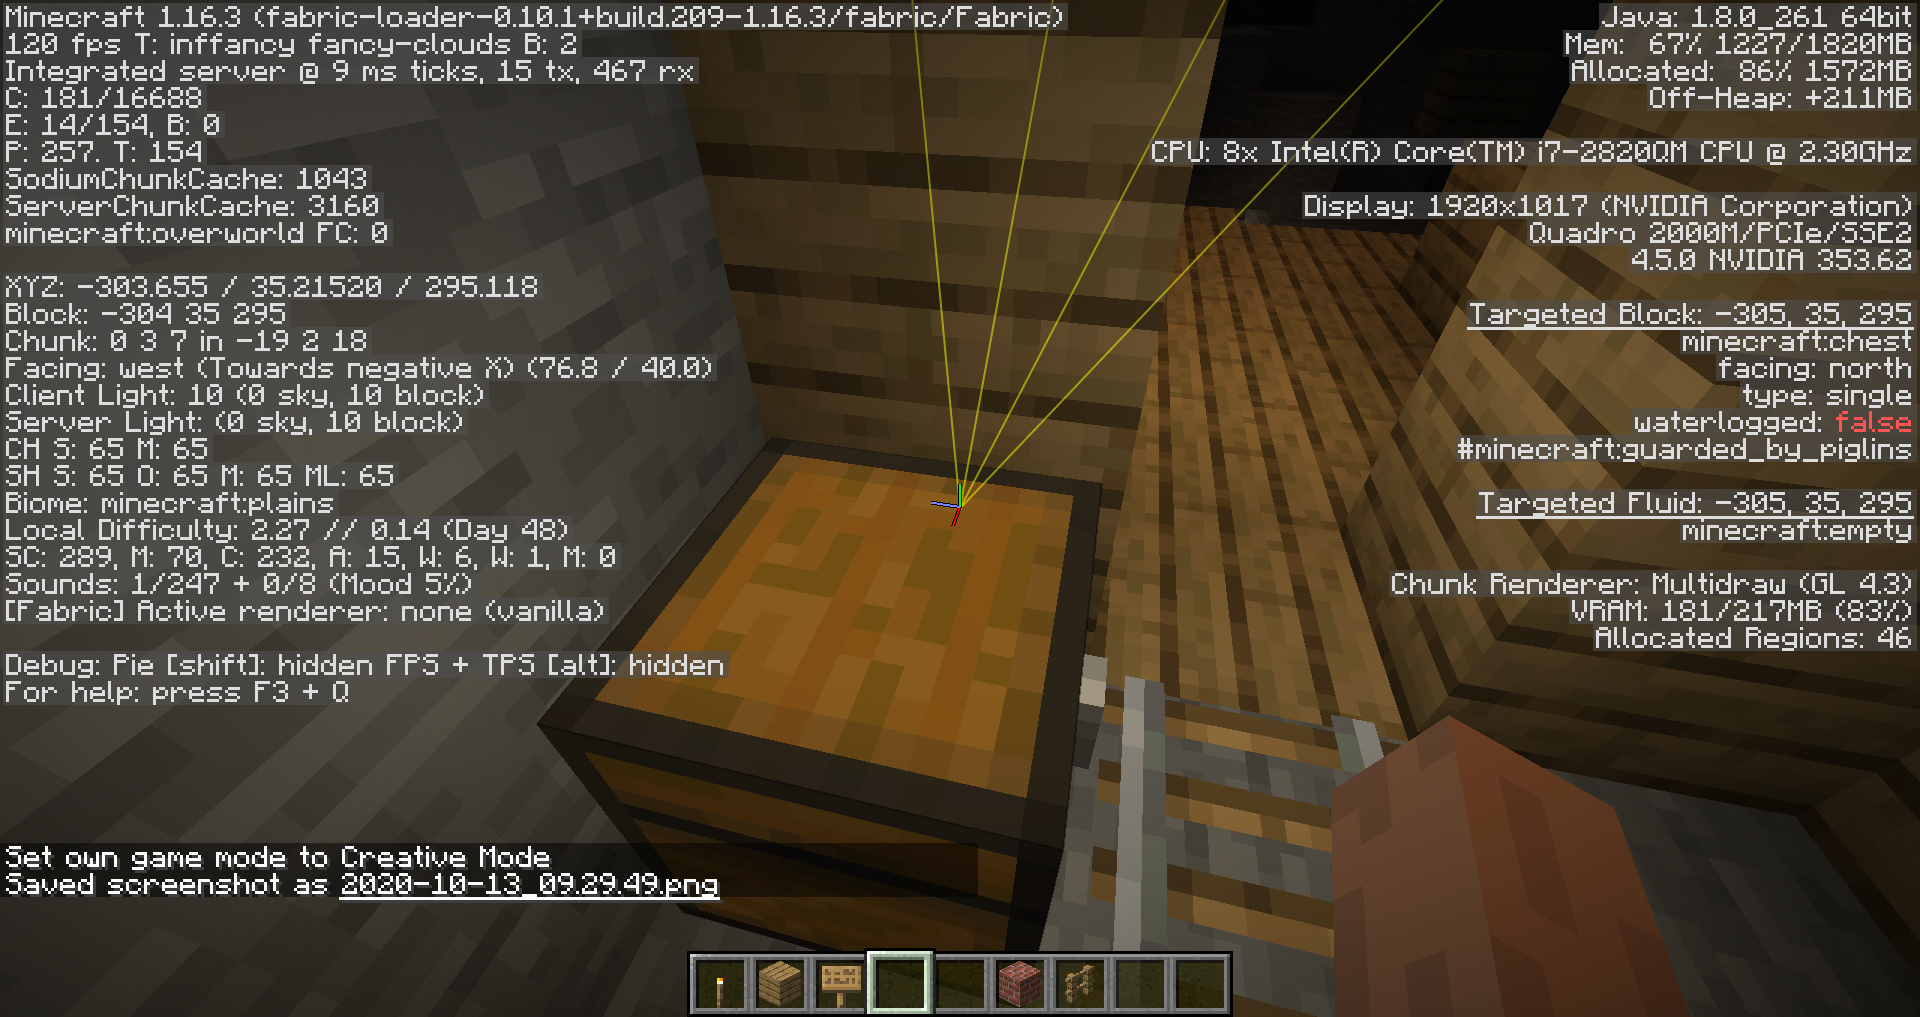 Minecraft 1.16.3 (fabric-loader-0.10.1+build.209-1.16.3/fabric/Fabric)
120 fps T: inffancy fancy-clouds B: 2
Integrated server @ 9 ms ticks, 15 tx, 467 rx
C: 181/16688
E: 14/154, B: 0
P: 257. T: 154
SodiumChunkCache: 1043
ServerChunkCache: 3160
minecraft:overworld FC: 0
XYZ: -303.655 / 35.21520 / 295.118
Block: -304 35 295
Chunk: 0 3 7 in -19 2 18
Facing: west (Towards negative X) (76.8 / 40.0)
Client Light: 10 (0 sky, 10 block)
Server Light: (0 sky, 10 block)
CH S: 65 M: 65
SH S: 65 O: 65 M: 65 ML: 65
Biome: minecraft:plains
Local Difficulty: 2.27 // 0.14 (Day 48)
SC: 289, M: 70, C: 232, A: 15, W: 6, W: 1, M: 0
Sounds: 1/247 + 0/8 (Mood 5%)
[Fabric] Active renderer: none (vanilla)
Debug: Pie [shift]: hidden FPS + TPS [alt]: hidden
For help: press F3 + Q
Set own game mode to Creative Mode
Saved screenshot as 2020-10-13_09.29.49.png
Java: 1.8.0_261 64bit
Mem: 67% 1227/1820MB
Allocated: 86% 1572MB
Off-Heap: +211MB
CPU: 8x Intel(R) Core(TM) i7-2820QM CPU @ 2.30GHz
Display: 1920x1017 (NVIDIA Corporation)
Quadro 2000M/PCIe/SSE2
4.5.0 NVIDIA 353.62
Targeted Block: -305, 35, 295
minecraft:chest
facing: north
type: single
waterlogged: false
#minecraft:guarded_by_piglins
Targeted Fluid: -305, 35, 295
minecraft:empty
Chunk Renderer: Multidraw (GL 4.3)
VRAM: 181/217MB (83%)
Allocated Regions: 46